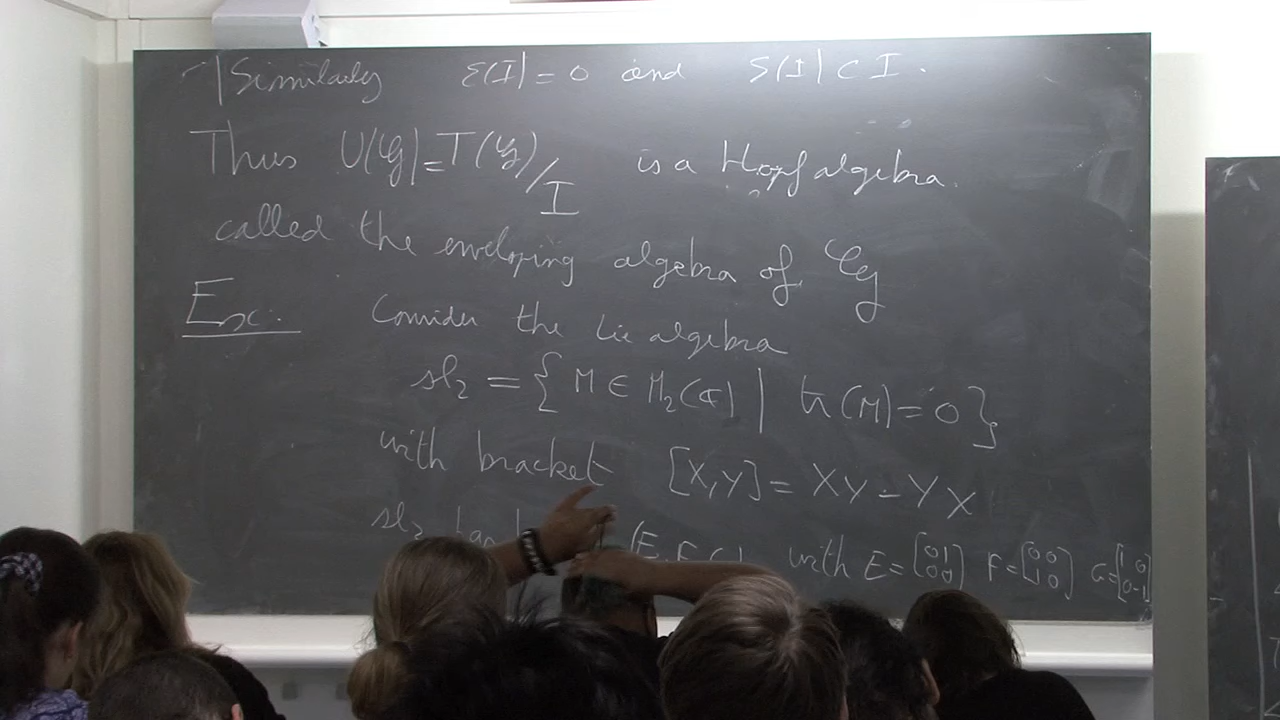 Similarly ε(I) = 0 and S(I) ⊂ I.
Thus U(𝔤) = T(𝔤)/I is a Hopf algebra.
called the enveloping algebra of 𝔤
Exc:
Consider the Lie algebra
sl₂ = { M ∈ M₂(ℂ) | tr(M) = 0 },
with bracket [X,Y] = XY - YX
sl₂ has (E, F, G) with E = [0 1; 0 0] F = [0 0; 1 0] G = [1 0; 0 -1]